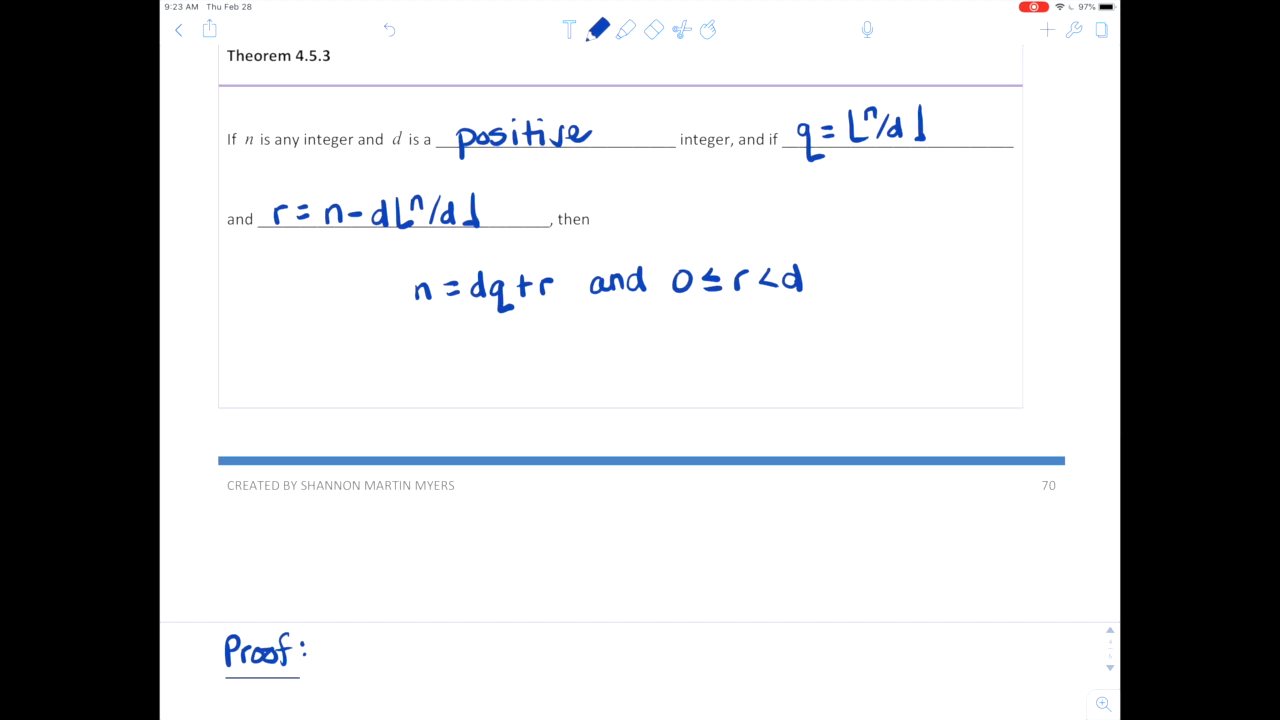 9:23 AM Thu Feb 28
97%
Theorem 4.5.3
If n is any integer and d is a positive integer, and if q = ⌊n/d⌋
and r = n - d⌊n/d⌋, then
n = dq + r and 0 ≤ r < d
CREATED BY SHANNON MARTIN MYERS
70
Proof: